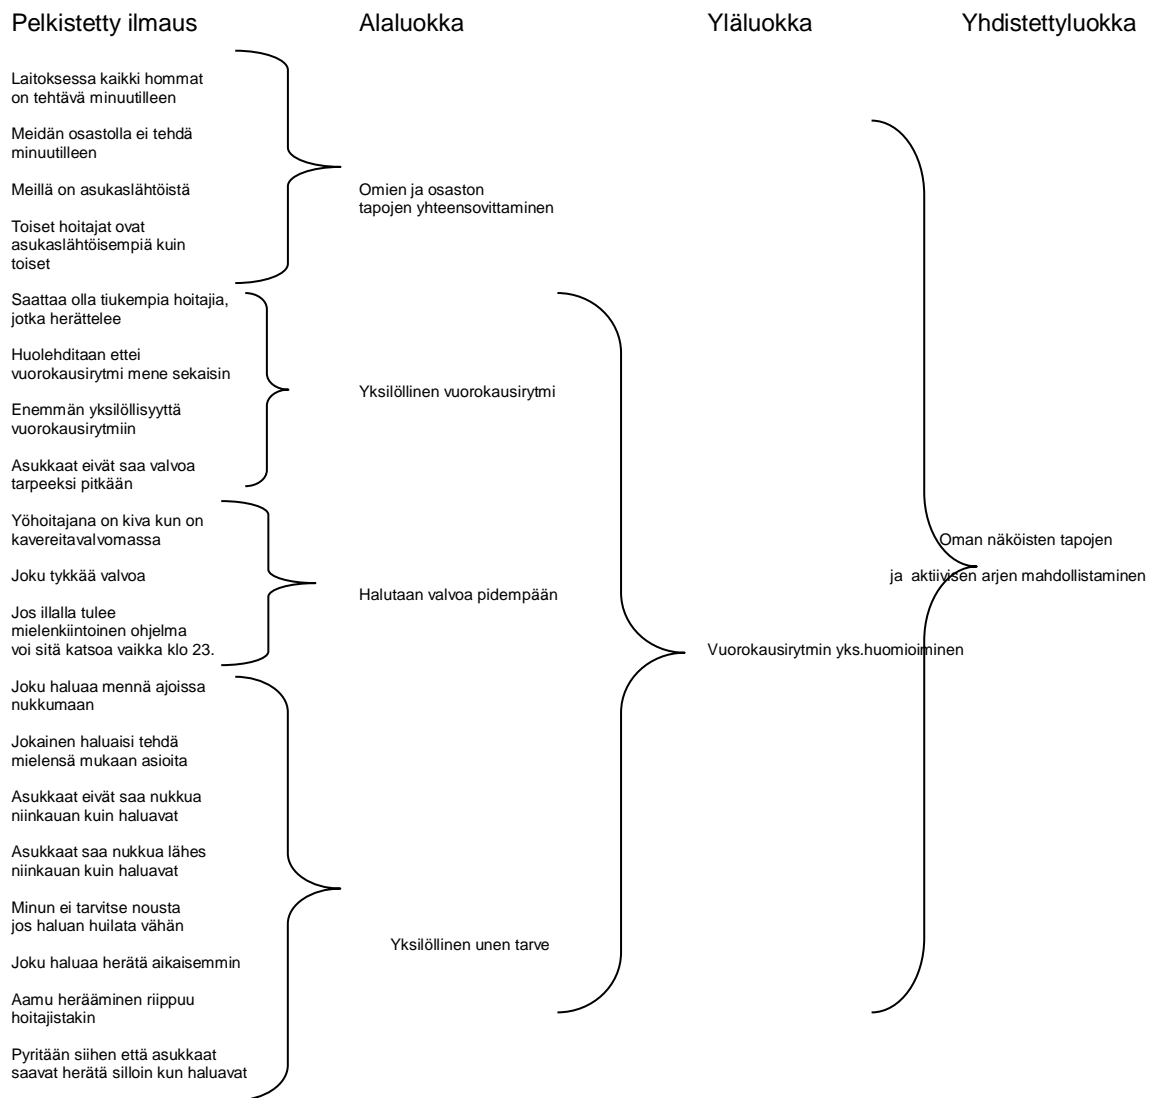 Pelkistetty ilmaus
Alaluokka
Yläluokka
Yhdistettyluokka
Laitoksessa kaikki hommat
on tehtävä minuutilleen
Meidän osastolla ei tehdä
minuutilleen
Meillä on asukaslähtöistä
Toiset hoitajat ovat
asukaslähtöisempiä kuin
toiset
Omien ja osaston
tapojen yhteensovittaminen
Saattaa olla tiukempia hoitajia,
jotka herättelee
Huolehditaan ettei
vuorokausirytmi mene sekaisin
Enemmän yksilöllisyyttä
vuorokausirytmiin
Asukkaat eivät saa valvoa
tarpeeksi pitkään
Yksilöllinen vuorokausirytmi
Yöhoitajana on kiva kun on
kavereitavalvomassa
Joku tykkää valvoa
Jos illalla tulee
mielenkiintoinen ohjelma
voi sitä katsoa vaikka klo 23.
Halutaan valvoa pidempään
Joku haluaa mennä ajoissa
nukkumaan
Jokainen haluaisi tehdä
mielensä mukaan asioita
Asukkaat eivät saa nukkua
niinkauan kuin haluavat
Asukkaat saa nukkua lähes
niinkauan kuin haluavat
Minun ei tarvitse nousta
jos haluan huilata vähän
Joku haluaa herätä aikaisemmin
Aamu herääminen riippuu
hoitajistakin
Pyritään siihen että asukkaat
saavat herätä silloin kun haluavat
Yksilöllinen unen tarve
Vuorokausirytmin yks.huomioiminen
Oman näköisten tapojen
ja aktiivisen arjen mahdollistaminen